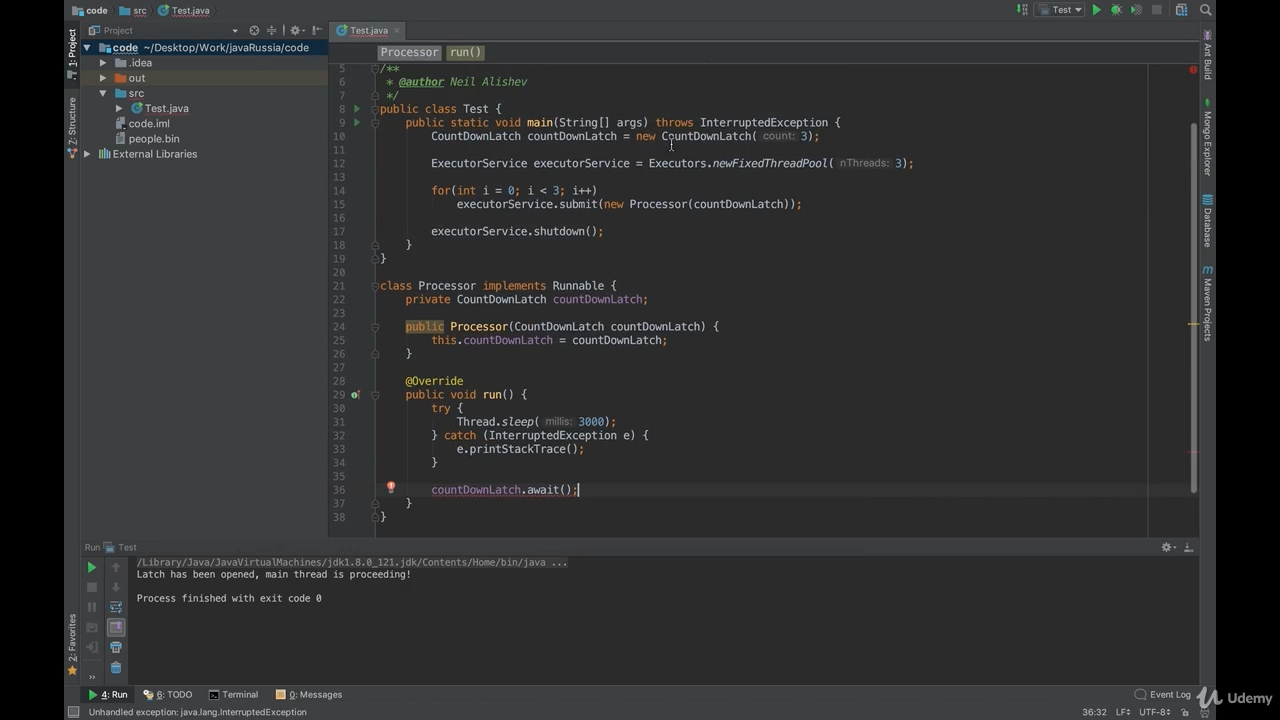 code src Test.java
Test
Project
Test.java
1: Project
7: Structure
2: Favorites
Ant Build
Mongo Explorer
Database
Maven Projects
code ~/Desktop/Work/javaRussia/code
.idea
out
src
Test.java
code.iml
people.bin
External Libraries
Processor run()
5 /**
6 * @author Neil Alishev
7 */
8 public class Test {
9 public static void main(String[] args) throws InterruptedException {
10 CountDownLatch countDownLatch = new CountDownLatch( count: 3);
11
12 ExecutorService executorService = Executors.newFixedThreadPool( nThreads: 3);
13
14 for(int i = 0; i < 3; i++)
15 executorService.submit(new Processor(countDownLatch));
16
17 executorService.shutdown();
18 }
19 }
20
21 class Processor implements Runnable {
22 private CountDownLatch countDownLatch;
23
24 public Processor(CountDownLatch countDownLatch) {
25 this.countDownLatch = countDownLatch;
26 }
27
28 @Override
29 public void run() {
30 try {
31 Thread.sleep( millis: 3000);
32 } catch (InterruptedException e) {
33 e.printStackTrace();
34 }
35
36 countDownLatch.await();
37 }
38 }
Run Test
/Library/Java/JavaVirtualMachines/jdk1.8.0_121.jdk/Contents/Home/bin/java ...
Latch has been opened, main thread is proceeding!
Process finished with exit code 0
4: Run 6: TODO Terminal 0: Messages Event Log
Unhandled exception: java.lang.InterruptedException 36:32 LF UTF-8
Udemy